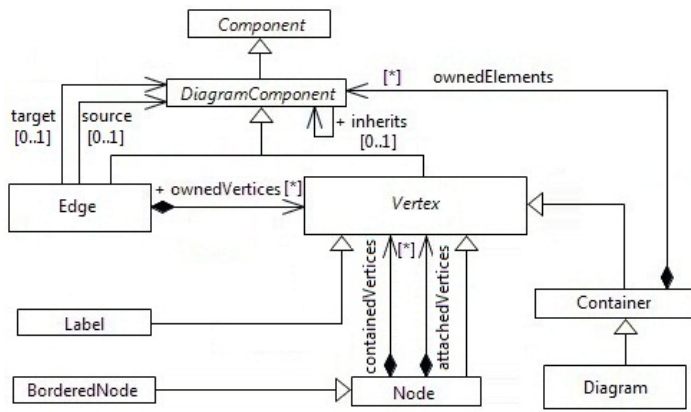 Component
DiagramComponent
[*] ownedElements
target source
[0..1] [0..1]
+ inherits
[0..1]
Edge
+ ownedVertices [*]
Vertex
[*]
containedVertices
attachedVertices
Container
Label
BorderedNode
Node
Diagram